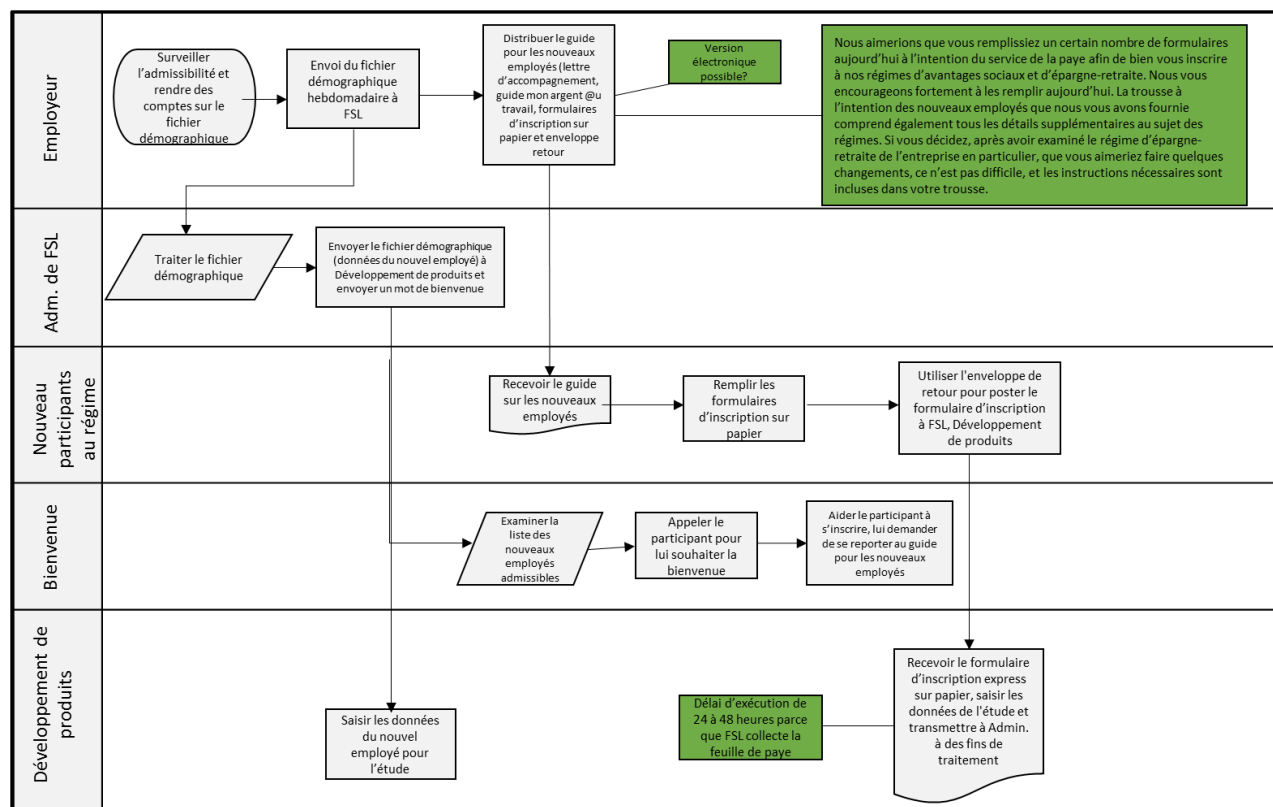 Employeur
Surveiller
l’admissibilité et
rendre des
comptes sur le
fichier
démographique
Envoi du fichier
démographique
hebdomadaire à
FSL
Distribuer le guide
pour les nouveaux
employés (lettre
d’accompagnement,
guide mon argent @u
travail, formulaires
d’inscription sur
papier et enveloppe
retour
Version
électronique
possible?
Nous aimerions que vous remplissiez un certain nombre de formulaires
aujourd’hui à l’intention du service de la paye afin de bien vous inscrire
à nos régimes d’avantages sociaux et d’épargne-retraite. Nous vous
encourageons fortement à les remplir aujourd’hui. La trousse à
l’intention des nouveaux employés que nous vous avons fournie
comprend également tous les détails supplémentaires au sujet des
régimes. Si vous décidez, après avoir examiné le régime d’épargne-
retraite de l’entreprise en particulier, que vous aimeriez faire quelques
changements, ce n’est pas difficile, et les instructions nécessaires sont
incluses dans votre trousse.
Adm. de FSL
Traiter le fichier
démographique
Envoyer le fichier démographique
(données du nouvel employé) à
Développement de produits et
envoyer un mot de bienvenue
Nouveau
participants
au régime
Recevoir le guide
sur les nouveaux
employés
Remplir les
formulaires
d’inscription sur
papier
Utiliser l'enveloppe de
retour pour poster le
formulaire d’inscription
à FSL, Développement
de produits
Bienvenue
Examiner la
liste des
nouveaux
employés
admissibles
Appeler le
participant pour
lui souhaiter la
bienvenue
Aider le participant à
s’inscrire, lui demander
de se reporter au guide
pour les nouveaux
employés
Développement de
produits
Saisir les données
du nouvel
employé pour
l’étude
Délai d’exécution de
24 à 48 heures parce
que FSL collecte la
feuille de paye
Recevoir le formulaire
d’inscription express
sur papier, saisir les
données de l'étude et
transmettre à Admin.
à des fins de
traitement